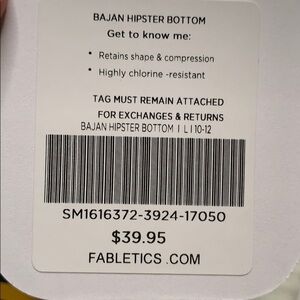 BAJAN HIPSTER BOTTOM
Get to know me:
• Retains shape & compression
• Highly chlorine -resistant
TAG MUST REMAIN ATTACHED
FOR EXCHANGES & RETURNS
BAJAN HIPSTER BOTTOM I L I 10-12
SM1616372-3924-17050
$39.95
FABLETICS .COM